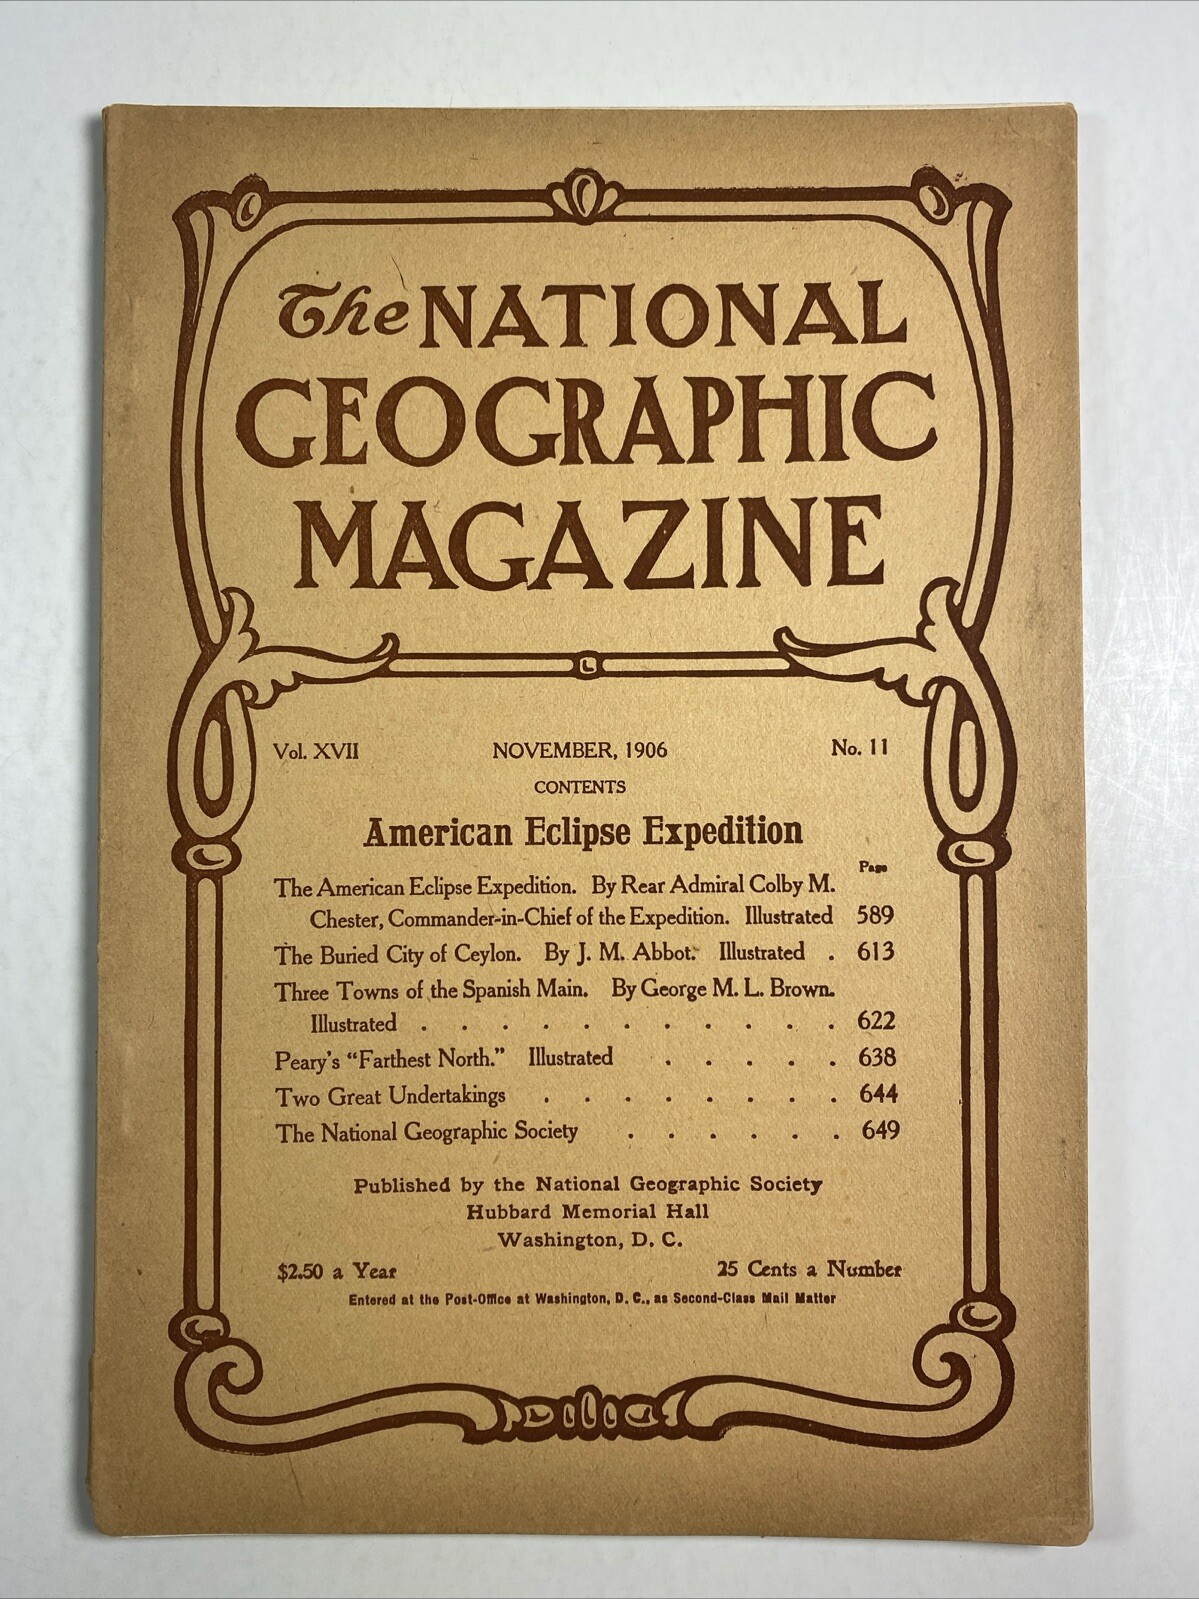 The NATIONAL
GEOGRAPHIC
MAGAZINE
Vol. XVII NOVEMBER, 1906 No. 11
CONTENTS
American Eclipse Expedition
Page
The American Eclipse Expedition. By Rear Admiral Colby M.
Chester, Commander-in-Chief of the Expedition. Illustrated 589
The Buried City of Ceylon. By J. M. Abbot. Illustrated . 613
Three Towns of the Spanish Main. By George M. L. Brown.
Illustrated . . . . . . . . . . . . . 622
Peary's "Farthest North." Illustrated . . . . . 638
Two Great Undertakings . . . . . . . . 644
The National Geographic Society . . . . . . 649
Published by the National Geographic Society
Hubbard Memorial Hall
Washington, D. C.
$2.50 a Year 25 Cents a Number
Entered at the Post-Office at Washington, D. C., as Second-Class Mail Matter